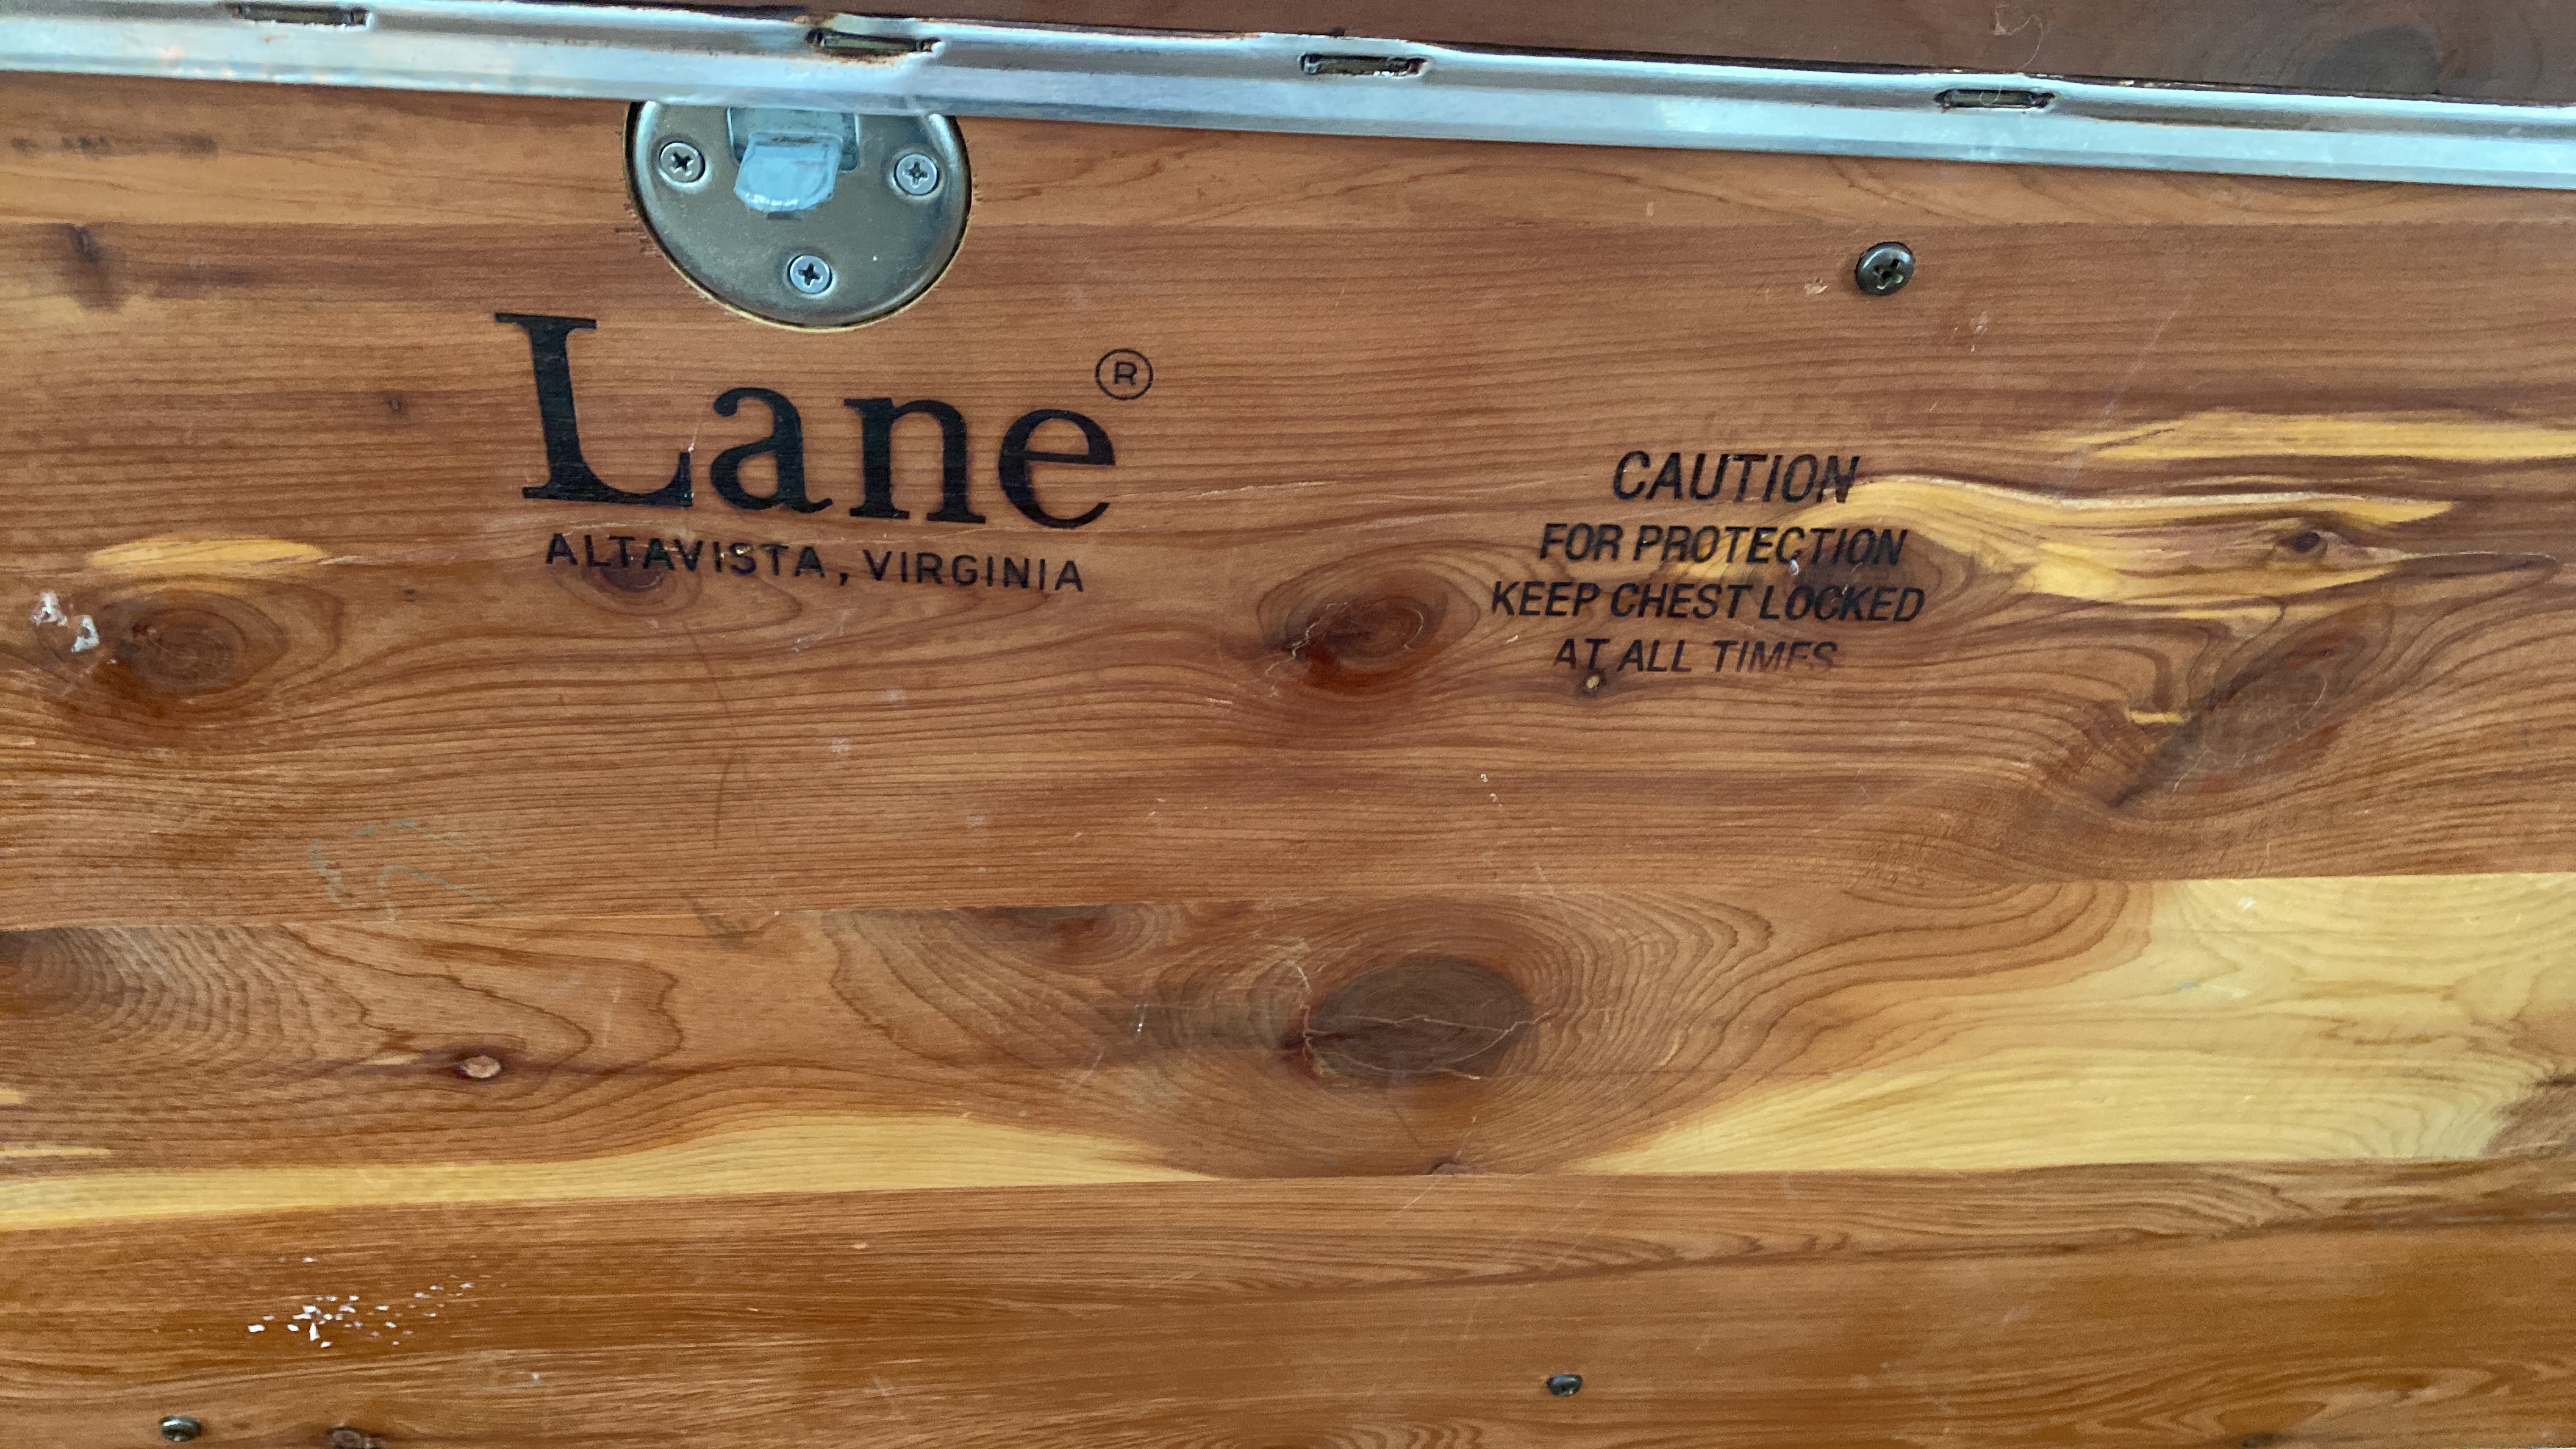 Lane®
ALTAVISTA, VIRGINIA
CAUTION
FOR PROTECTION
KEEP CHEST LOCKED
AT ALL TIMES